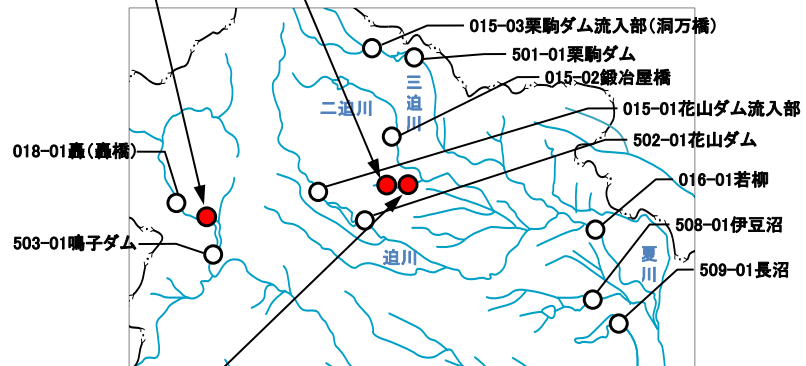 015-03栗駒ダム流入部(洞万橋)
501-01栗駒ダム
015-02鍛冶屋橋
三迫川
二迫川
015-01花山ダム流入部
502-01花山ダム
018-01轟(轟橋)
016-01若柳
508-01伊豆沼
503-01鳴子ダム
迫川
夏川
509-01長沼